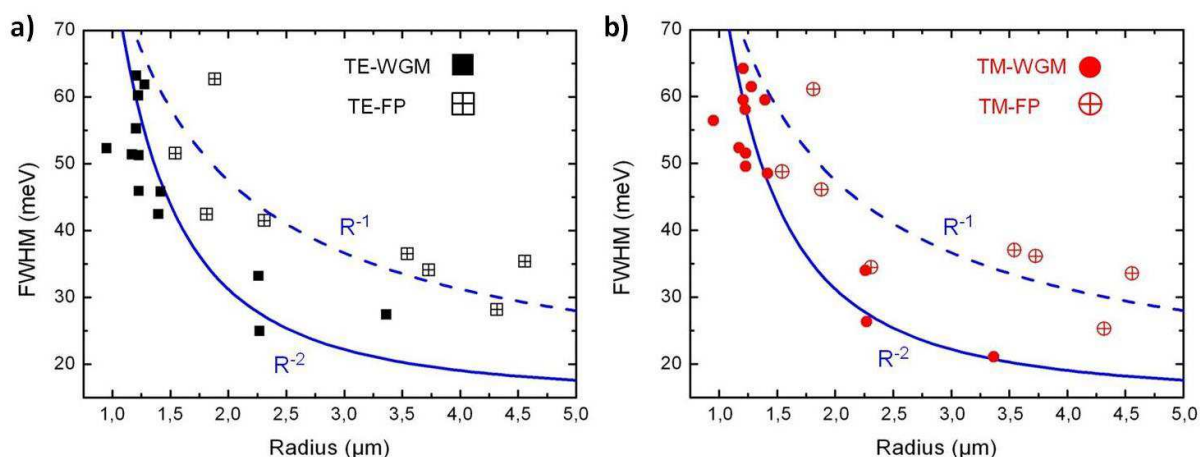 a)
70
60
50
40
30
20
FWHM (meV)
TE-WGM
TE-FP
R-1
R-2
1,0 1,5 2,0 2,5 3,0 3,5 4,0 4,5 5,0
Radius (µm)
b)
70
60
50
40
30
20
FWHM (meV)
TM-WGM
TM-FP
R-1
R-2
1,0 1,5 2,0 2,5 3,0 3,5 4,0 4,5 5,0
Radius (µm)